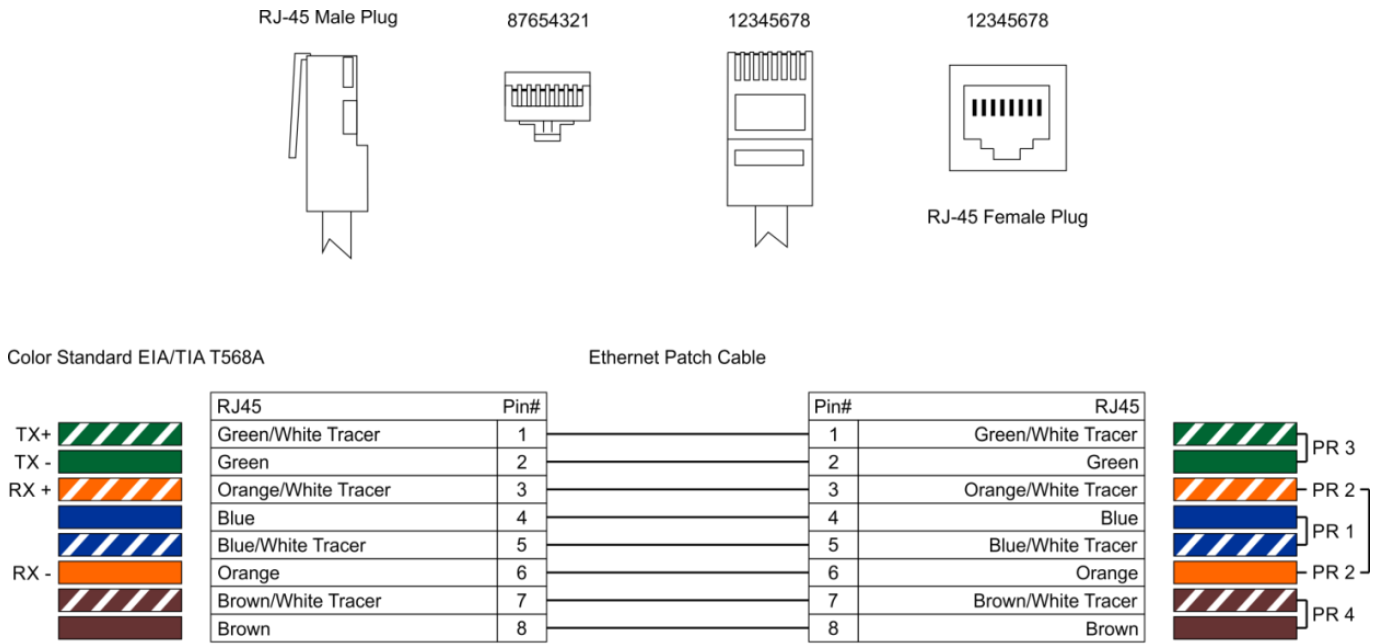 RJ-45 Male Plug 87654321 12345678 12345678
RJ-45 Female Plug
Color Standard EIA/TIA T568A Ethernet Patch Cable
RJ45 Pin# Pin# RJ45
TX+ Green/White Tracer 1 1 Green/White Tracer PR 3
TX - Green 2 2 Green
RX + Orange/White Tracer 3 3 Orange/White Tracer PR 2
Blue 4 4 Blue PR 1
Blue/White Tracer 5 5 Blue/White Tracer
RX - Orange 6 6 Orange PR 2
Brown/White Tracer 7 7 Brown/White Tracer PR 4
Brown 8 8 Brown